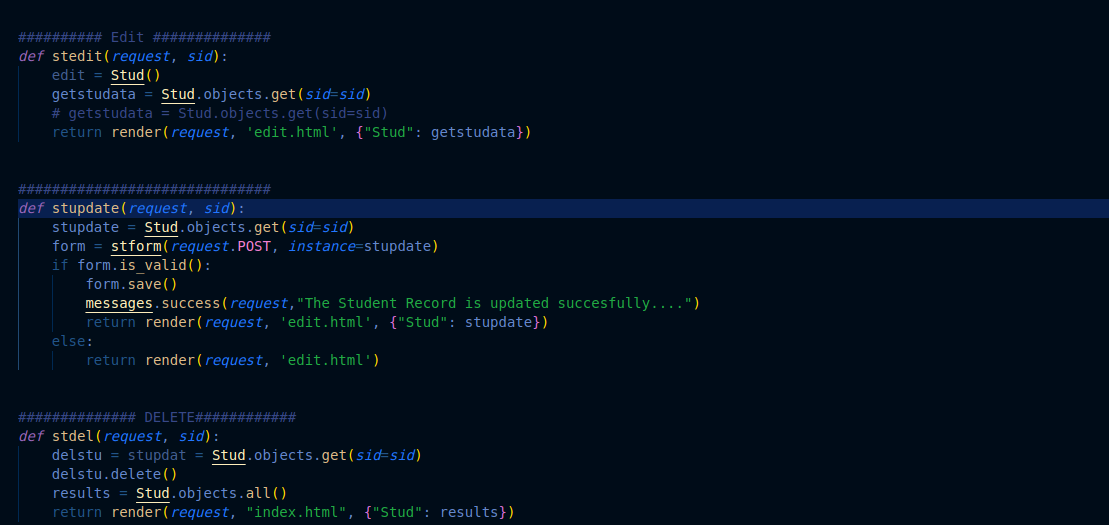 ########## Edit ##############
def stedit(request, sid):
    edit = Stud()
    getstudata = Stud.objects.get(sid=sid)
    # getstudata = Stud.objects.get(sid=sid)
    return render(request, 'edit.html', {"Stud": getstudata})
##############################
def stupdate(request, sid):
    stupdate = Stud.objects.get(sid=sid)
    form = stform(request.POST, instance=stupdate)
    if form.is_valid():
        form.save()
        messages.success(request,"The Student Record is updated succesfully....")
        return render(request, 'edit.html', {"Stud": stupdate})
    else:
        return render(request, 'edit.html')
############## DELETE############
def stdel(request, sid):
    delstu = stupdat = Stud.objects.get(sid=sid)
    delstu.delete()
    results = Stud.objects.all()
    return render(request, "index.html", {"Stud": results})